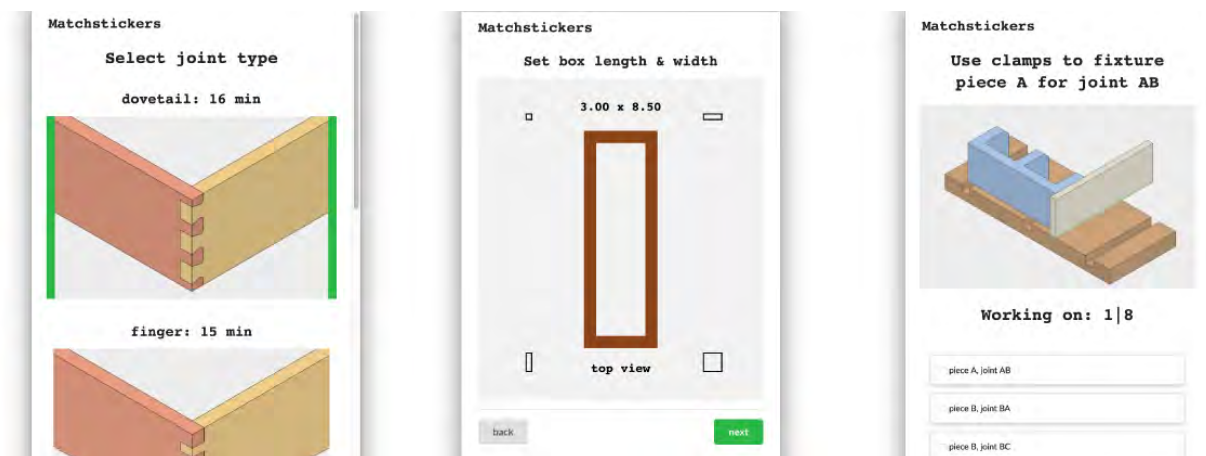 Matchstickers
Select joint type
dovetail: 16 min
finger: 15 min
Matchstickers
Set box length & width
3.00 x 8.50
top view
back
next
Matchstickers
Use clamps to fixture
piece A for joint AB
Working on: 1|8
piece A, joint AB
piece B, joint BA
piece B, joint BC